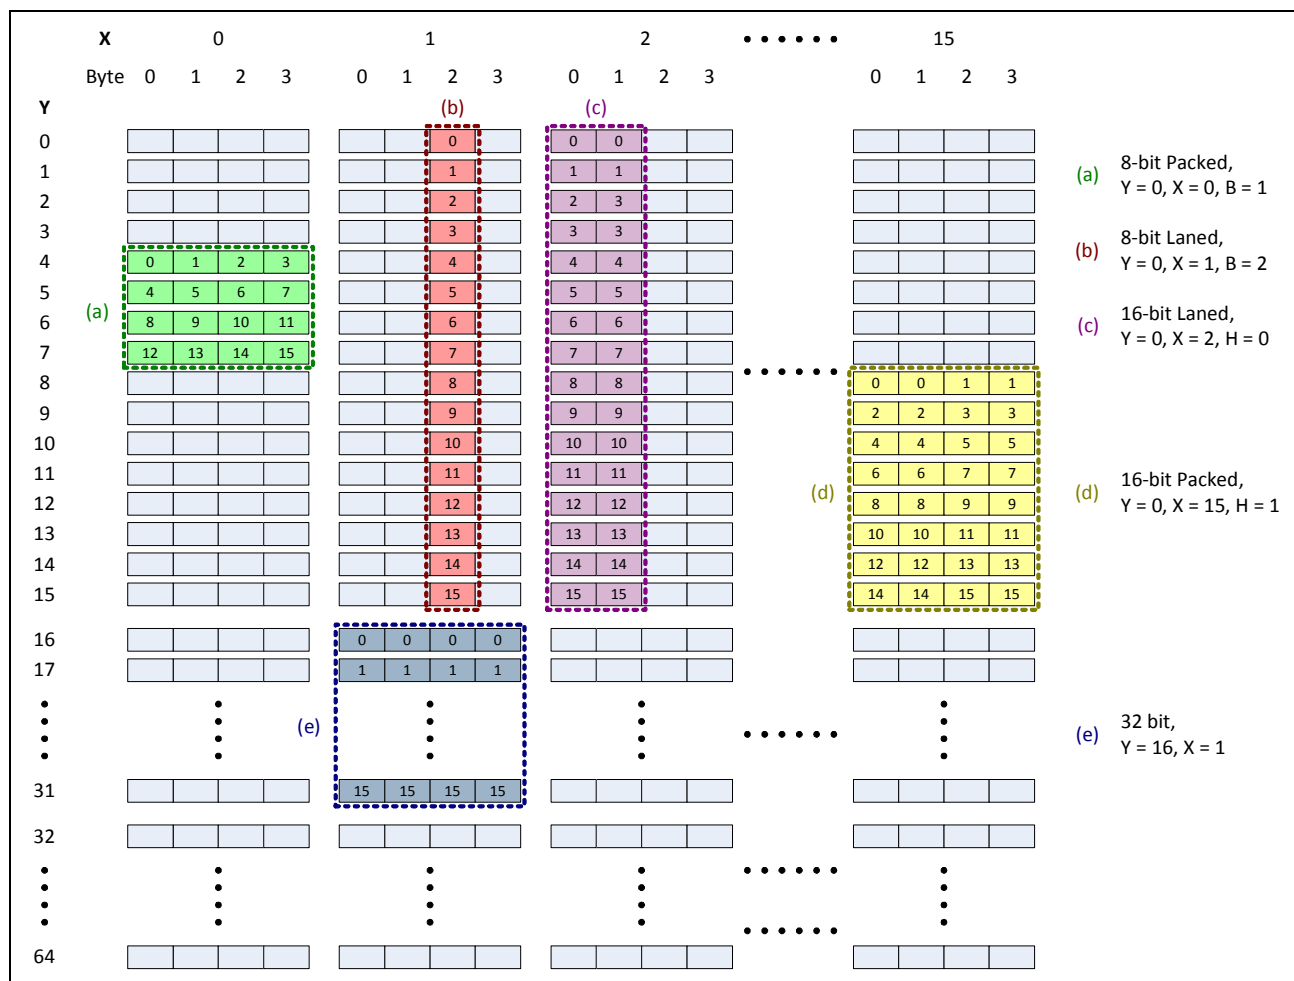 X 0 1 2 15
Byte 0 1 2 3 0 1 2 3 0 1 2 3 0 1 2 3
Y (b) (c)
0 0 0 0
1 1 1 1
(a) 8-bit Packed,
Y = 0, X = 0, B = 1
2 2 2 3
3 3 3 3
4 0 1 2 3 4 4 4
(b) 8-bit Laned,
Y = 0, X = 1, B = 2
5 4 5 6 7 5 5 5
(a)
6 8 9 10 11 6 6 6
(c) 16-bit Laned,
Y = 0, X = 2, H = 0
7 12 13 14 15 7 7 7
8 8 8 8 0 0 1 1
9 9 9 9 2 2 3 3
10 10 10 10 4 4 5 5
11 11 11 11 6 6 7 7
(d)
(d) 16-bit Packed,
Y = 0, X = 15, H = 1
12 12 12 12 8 8 9 9
13 13 13 13 10 10 11 11
14 14 14 14 12 12 13 13
15 15 15 15 14 14 15 15
16 0 0 0 0
17 1 1 1 1
(e)
(e) 32 bit,
Y = 16, X = 1
31 15 15 15 15
32
64